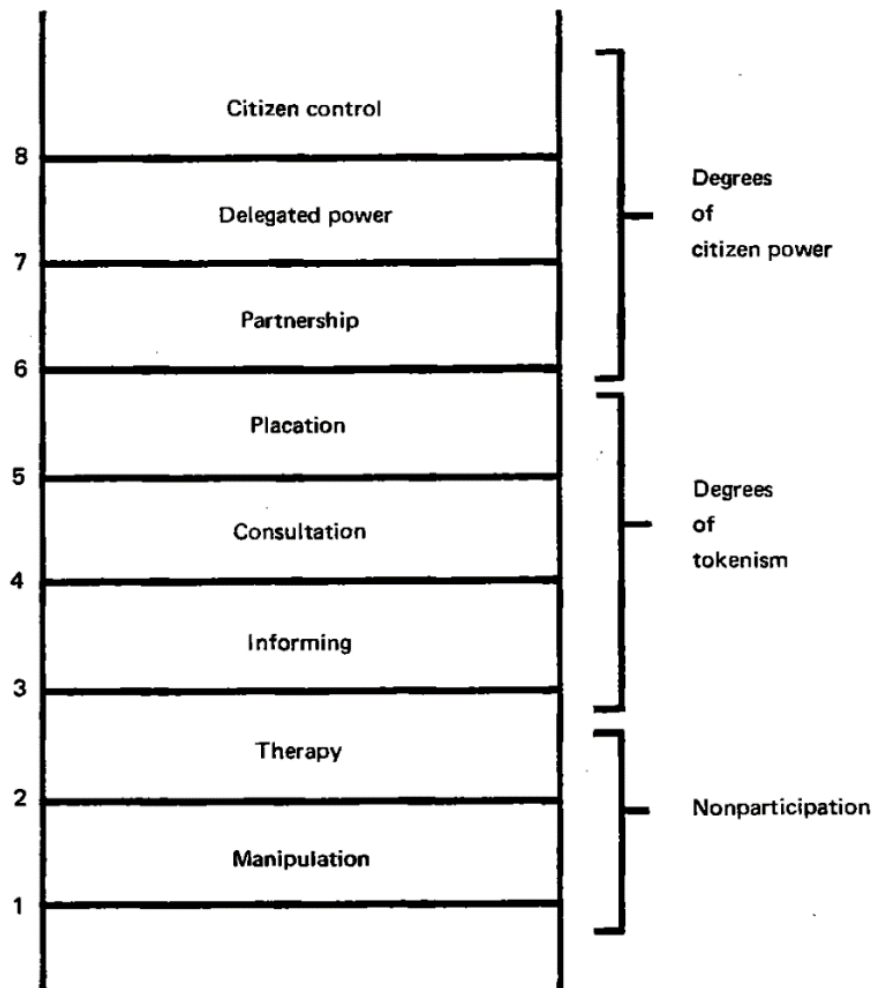 Citizen control
8
Delegated power
7
Partnership
6
Placation
5
Consultation
4
Informing
3
Therapy
2
Manipulation
1
Degrees
of
citizen power
Degrees
of
tokenism
Nonparticipation